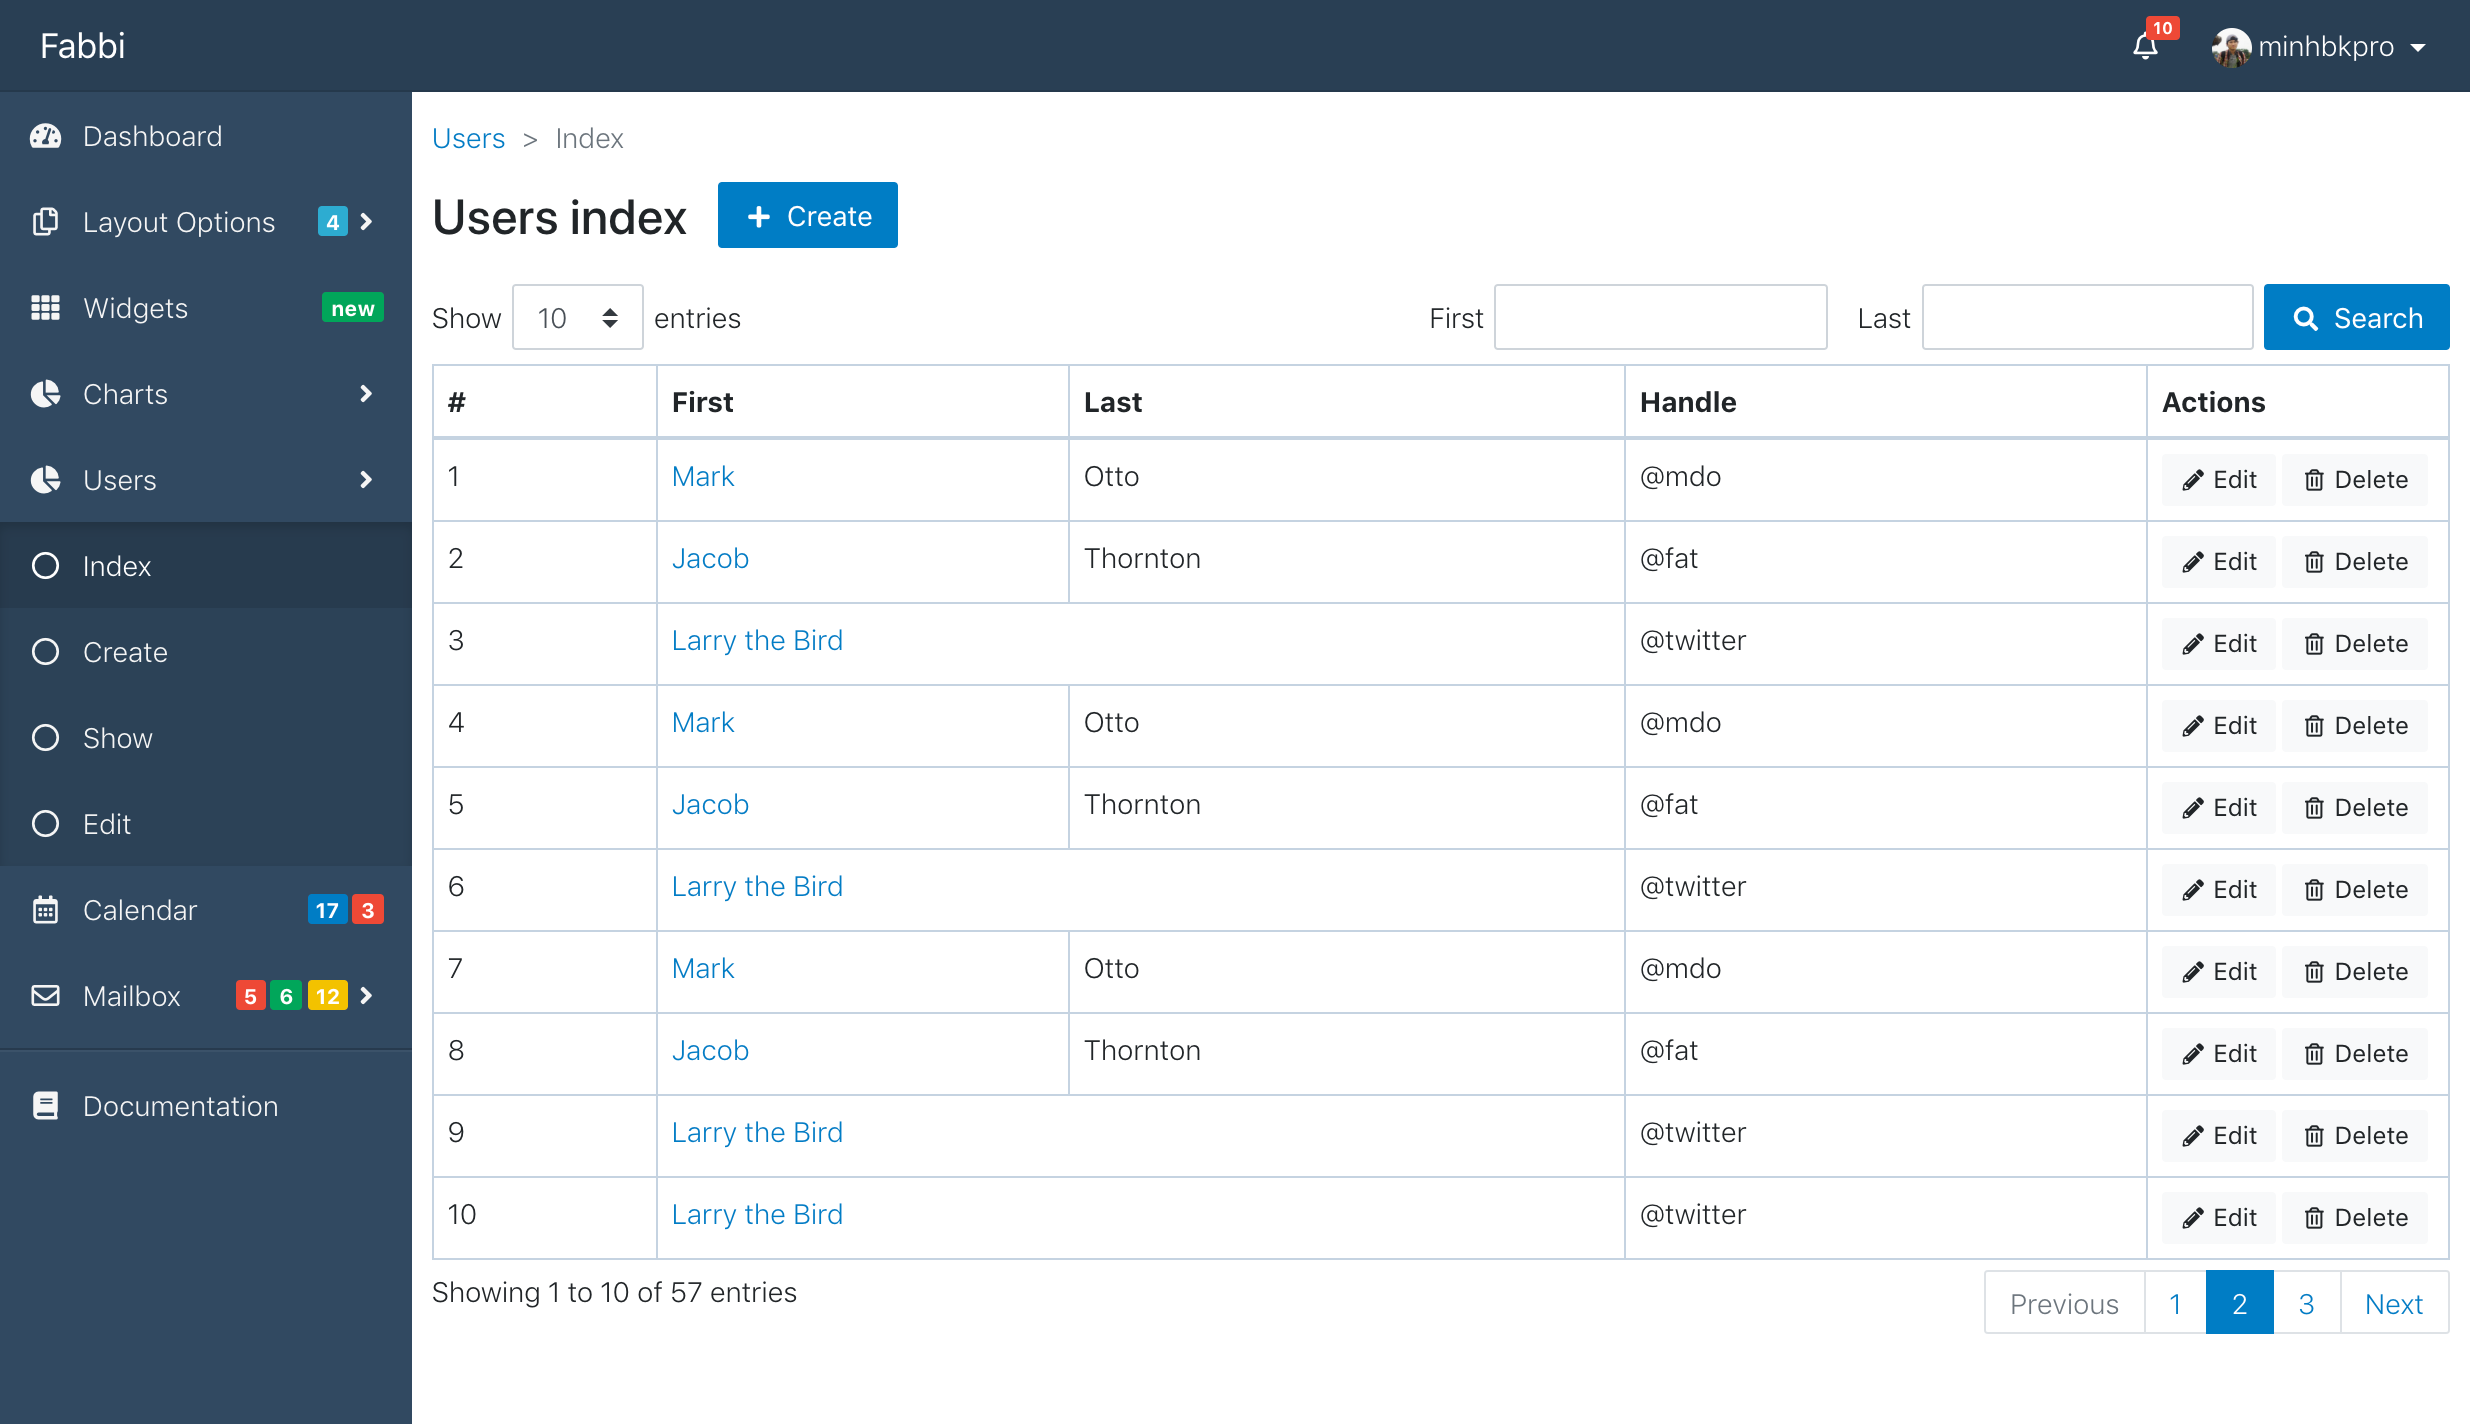 Fabbi
10
minhbkpro
Dashboard
Layout Options 4
Widgets new
Charts
Users
Index
Create
Show
Edit
Calendar 17 3
Mailbox 5 6 12
Documentation
Users > Index
Users index
Create
Show 10 entries
First
Last
Search
# First Last Handle Actions
1 Mark Otto @mdo Edit Delete
2 Jacob Thornton @fat Edit Delete
3 Larry the Bird @twitter Edit Delete
4 Mark Otto @mdo Edit Delete
5 Jacob Thornton @fat Edit Delete
6 Larry the Bird @twitter Edit Delete
7 Mark Otto @mdo Edit Delete
8 Jacob Thornton @fat Edit Delete
9 Larry the Bird @twitter Edit Delete
10 Larry the Bird @twitter Edit Delete
Showing 1 to 10 of 57 entries
Previous 1 2 3 Next